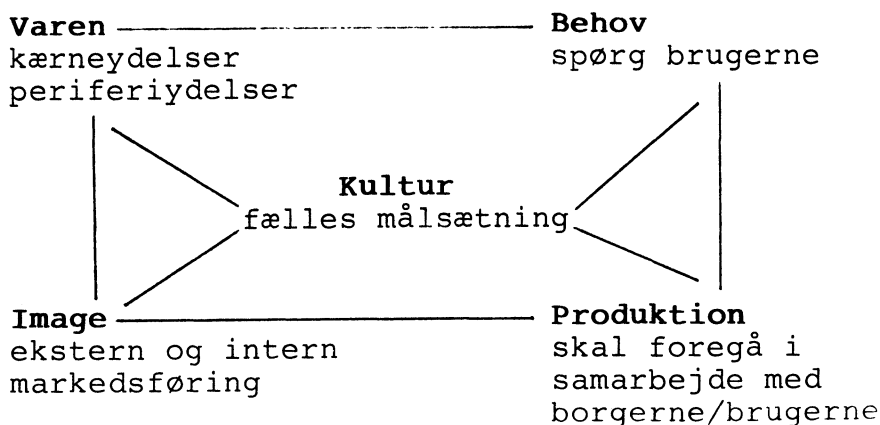 Varen
kærneydelser
periferiydelser
Behov
spørg brugerne
Kultur
fælles målsætning
Image
ekstern og intern
markedsføring
Produktion
skal foregå i
samarbejde med
borgerne/brugerne